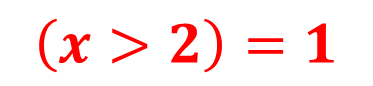 (x > 2) = 1